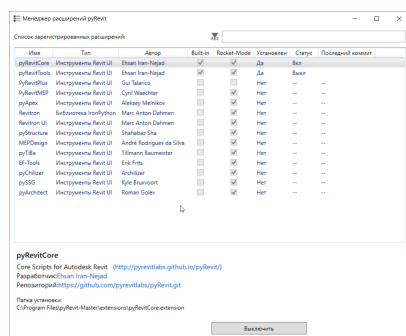 Менеджер расширений pyRevit
Список зарегистрированных расширений:
Имя Тип Автор Built-in Rocket-Mode Установлен Статус Последний коммит
pyRevitCore Инструменты Revit UI Ehsan Iran-Nejad Да Вкл
pyRevitTools Инструменты Revit UI Ehsan Iran-Nejad Да Выкл
PyRevitPlus Инструменты Revit UI Gui Talarico Нет -- --
PyRevitMEP Инструменты Revit UI Cyril Waechter Нет -- --
pyApex Инструменты Revit UI Aleksey Melnikov Нет -- --
Revitron Библиотека IronPython Marc Anton Dahmen Нет -- --
Revitron UI Инструменты Revit UI Marc Anton Dahmen Нет -- --
pyStructure Инструменты Revit UI Shahabaz Sha Нет -- --
MEPDesign Инструменты Revit UI André Rodrigues da Silva Нет -- --
pyTiBa Инструменты Revit UI Tillmann Baumeister Нет -- --
EF-Tools Инструменты Revit UI Erik Frits Нет -- --
pyChilizer Инструменты Revit UI Archilizer Нет -- --
pySSG Инструменты Revit UI Kyle Bruxvoort Нет -- --
pyArchitect Инструменты Revit UI Roman Golev Нет -- --
pyRevitCore
Core Scripts for Autodesk Revit (http://pyrevitlabs.github.io/pyRevit/)
Разработчик:Ehsan Iran-Nejad
Репозиторий:https://github.com/pyrevitlabs/pyRevit.git
Папка установки:
C:\Program Files\pyRevit-Master\extensions\pyRevitCore.extension
Выключить